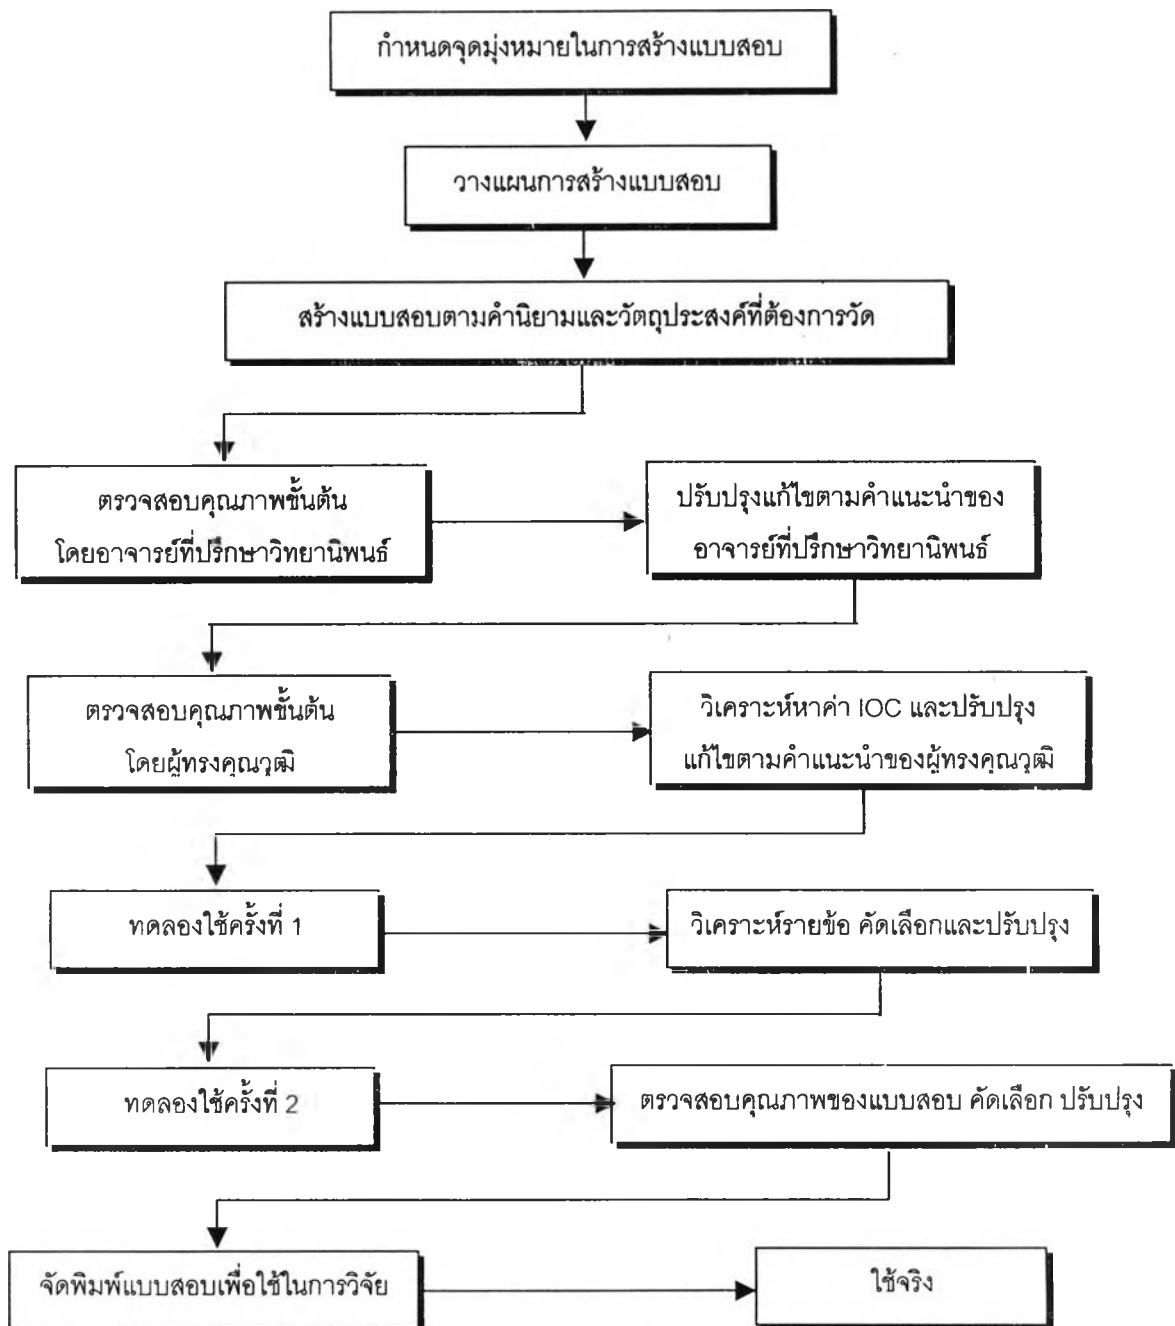 กำหนดจุดมุ่งหมายในการสร้างแบบสอบ
วางแผนการสร้างแบบสอบ
สร้างแบบสอบตามคำนิยามและวัตถุประสงค์ที่ต้องการวัด
ตรวจสอบคุณภาพขั้นต้น
โดยอาจารย์ที่ปรึกษาวิทยานิพนธ์
ปรับปรุงแก้ไขตามคำแนะนำของ
อาจารย์ที่ปรึกษาวิทยานิพนธ์
ตรวจสอบคุณภาพขั้นต้น
โดยผู้ทรงคุณวุฒิ
วิเคราะห์หาค่า IOC และปรับปรุง
แก้ไขตามคำแนะนำของผู้ทรงคุณวุฒิ
ทดลองใช้ครั้งที่ 1
วิเคราะห์รายข้อ คัดเลือกและปรับปรุง
ทดลองใช้ครั้งที่ 2
ตรวจสอบคุณภาพของแบบสอบ คัดเลือก ปรับปรุง
จัดพิมพ์แบบสอบเพื่อใช้ในการวิจัย
ใช้จริง